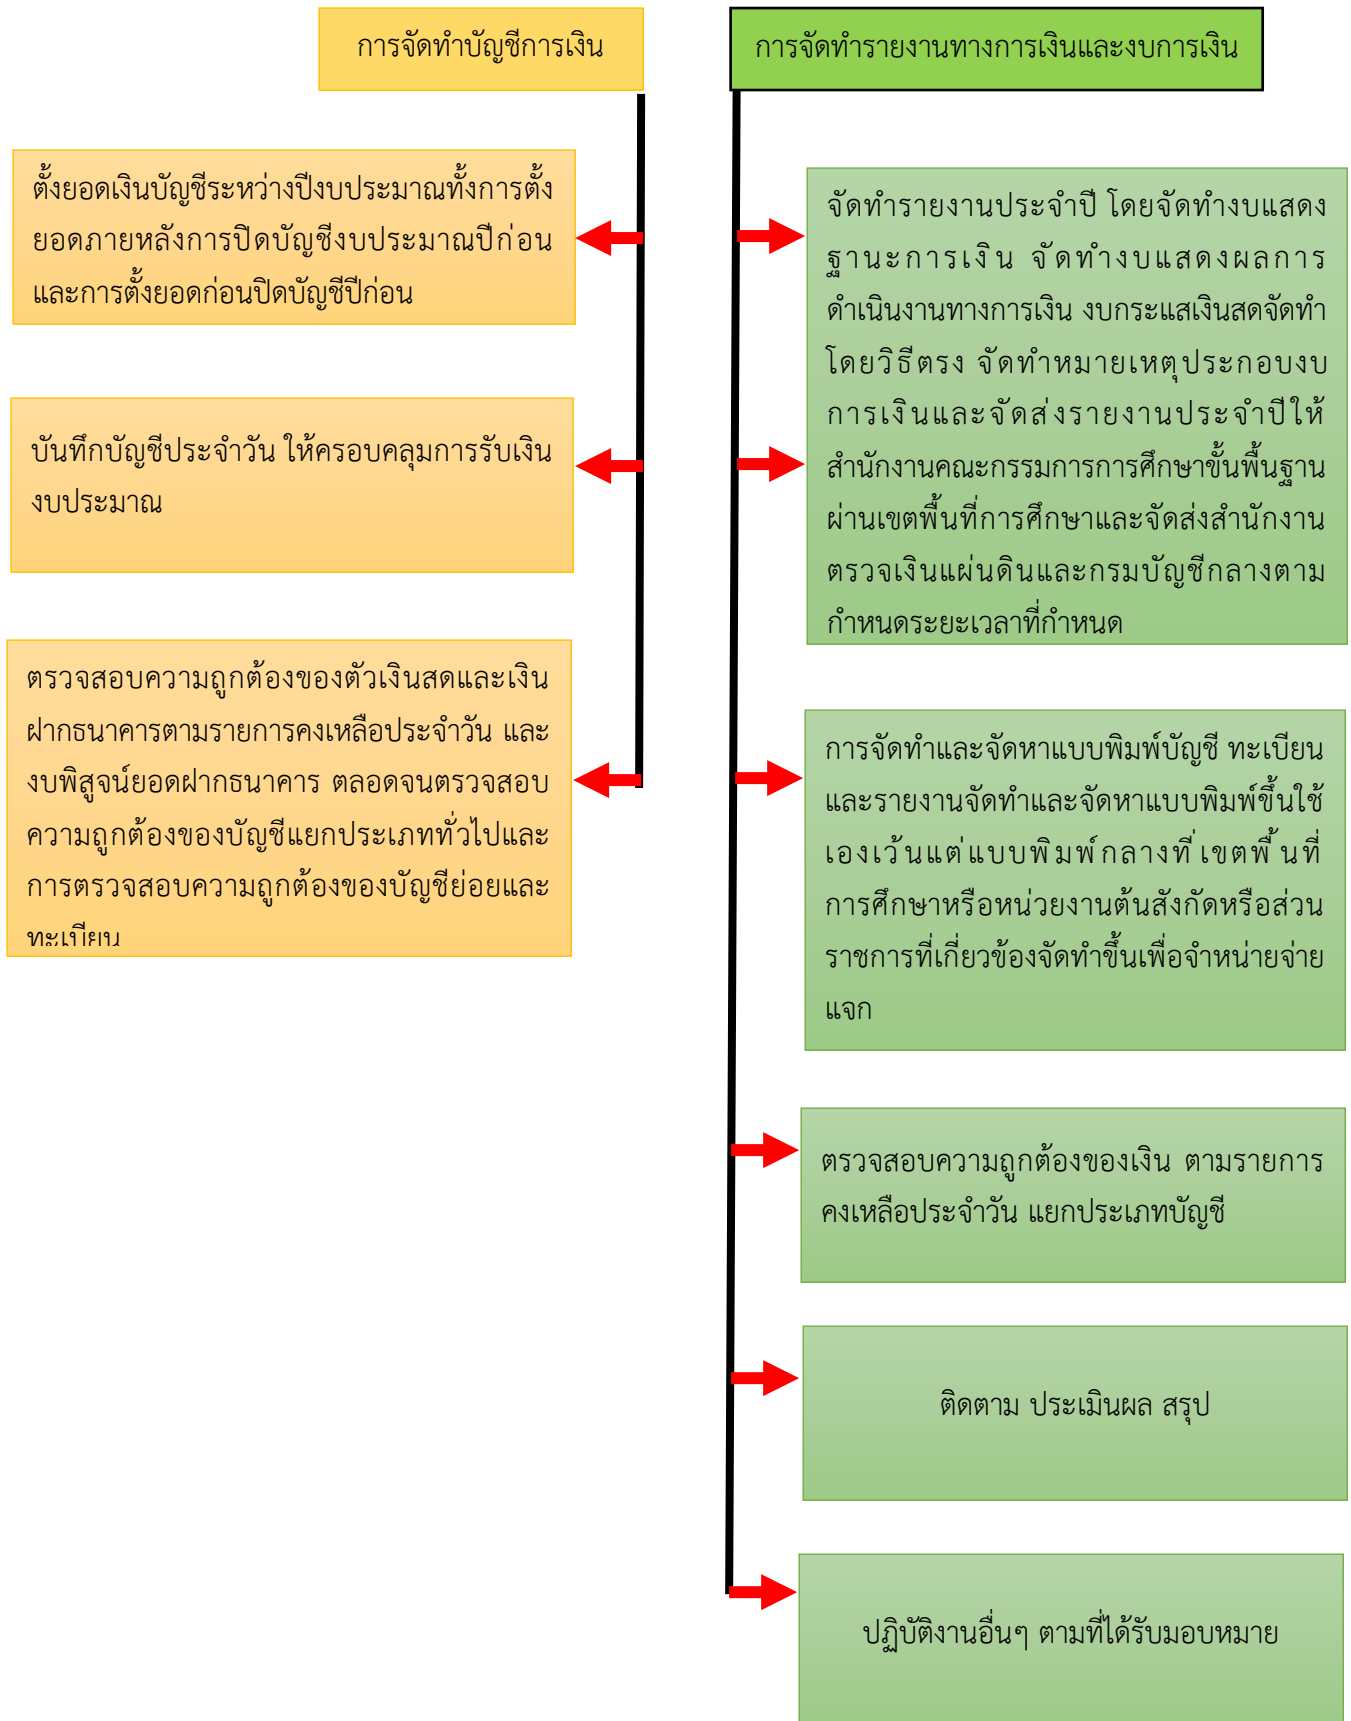 การจัดทำบัญชีการเงิน
ตั้งยอดเงินบัญชีระหว่างปีงบประมาณทั้งการตั้ง
ยอดภายหลังการปิดบัญชีงบประมาณปีก่อน
และการตั้งยอดก่อนปิดบัญชีปีก่อน
บันทึกบัญชีประจำวัน ให้ครอบคลุมการรับเงิน
งบประมาณ
ตรวจสอบความถูกต้องของตัวเงินสดและเงิน
ฝากธนาคารตามรายการคงเหลือประจำวัน และ
งบพิสูจน์ยอดฝากธนาคาร ตลอดจนตรวจสอบ
ความถูกต้องของบัญชีแยกประเภททั่วไปและ
การตรวจสอบความถูกต้องของบัญชีย่อยและ
ทะเบียน
การจัดทำรายงานทางการเงินและงบการเงิน
จัดทำรายงานประจำปี โดยจัดทำงบแสดง
ฐานะการเงิน จัดทำงบแสดงผลการ
ดำเนินงานทางการเงิน งบกระแสเงินสดจัดทำ
โดยวิธีตรง จัดทำหมายเหตุประกอบงบ
การเงินและจัดส่งรายงานประจำปีให้
สำนักงานคณะกรรมการการศึกษาขั้นพื้นฐาน
ผ่านเขตพื้นที่การศึกษาและจัดส่งสำนักงาน
ตรวจเงินแผ่นดินและกรมบัญชีกลางตาม
กำหนดระยะเวลาที่กำหนด
การจัดทำและจัดหาแบบพิมพ์บัญชี ทะเบียน
และรายงานจัดทำและจัดหาแบบพิมพ์ขึ้นใช้
เองเว้นแต่แบบพิมพ์กลางที่เขตพื้นที่
การศึกษาหรือหน่วยงานต้นสังกัดหรือส่วน
ราชการที่เกี่ยวข้องจัดทำขึ้นเพื่อจำหน่ายจ่าย
แจก
ตรวจสอบความถูกต้องของเงิน ตามรายการ
คงเหลือประจำวัน แยกประเภทบัญชี
ติดตาม ประเมินผล สรุป
ปฏิบัติงานอื่นๆ ตามที่ได้รับมอบหมาย